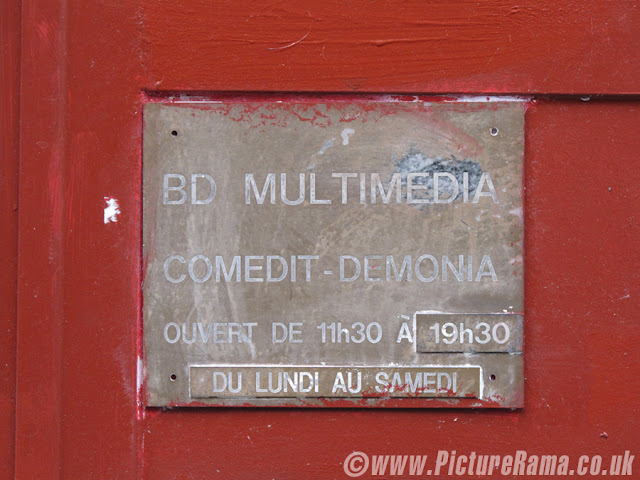 BD MULTIMEDIA
COMEDIT-DEMONIA
OUVERT DE 11h30 À 19h30
DU LUNDI AU SAMEDI
©www.PictureRama.co.uk